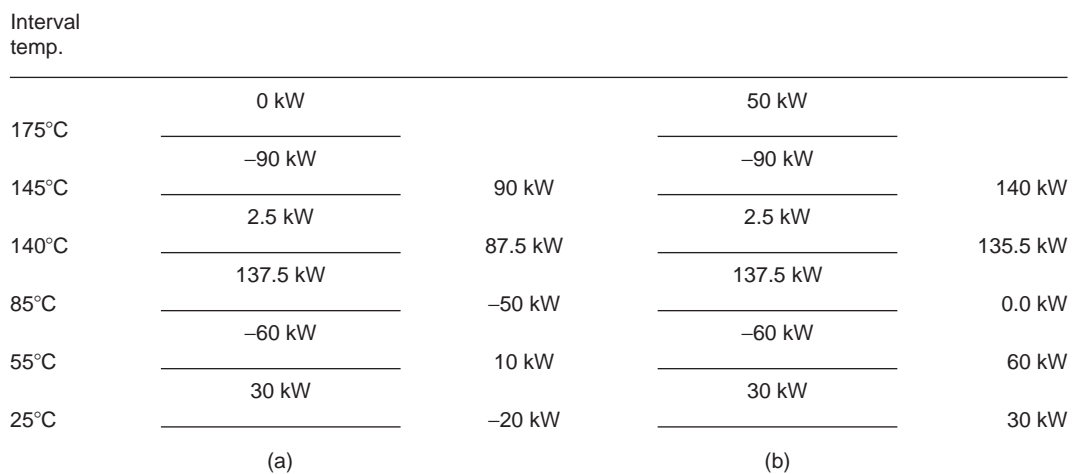 Interval
temp.
0 kW 50 kW
175°C
–90 kW –90 kW
145°C 90 kW 140 kW
2.5 kW 2.5 kW
140°C 87.5 kW 135.5 kW
137.5 kW 137.5 kW
85°C –50 kW 0.0 kW
–60 kW –60 kW
55°C 10 kW 60 kW
30 kW 30 kW
25°C –20 kW 30 kW
(a) (b)